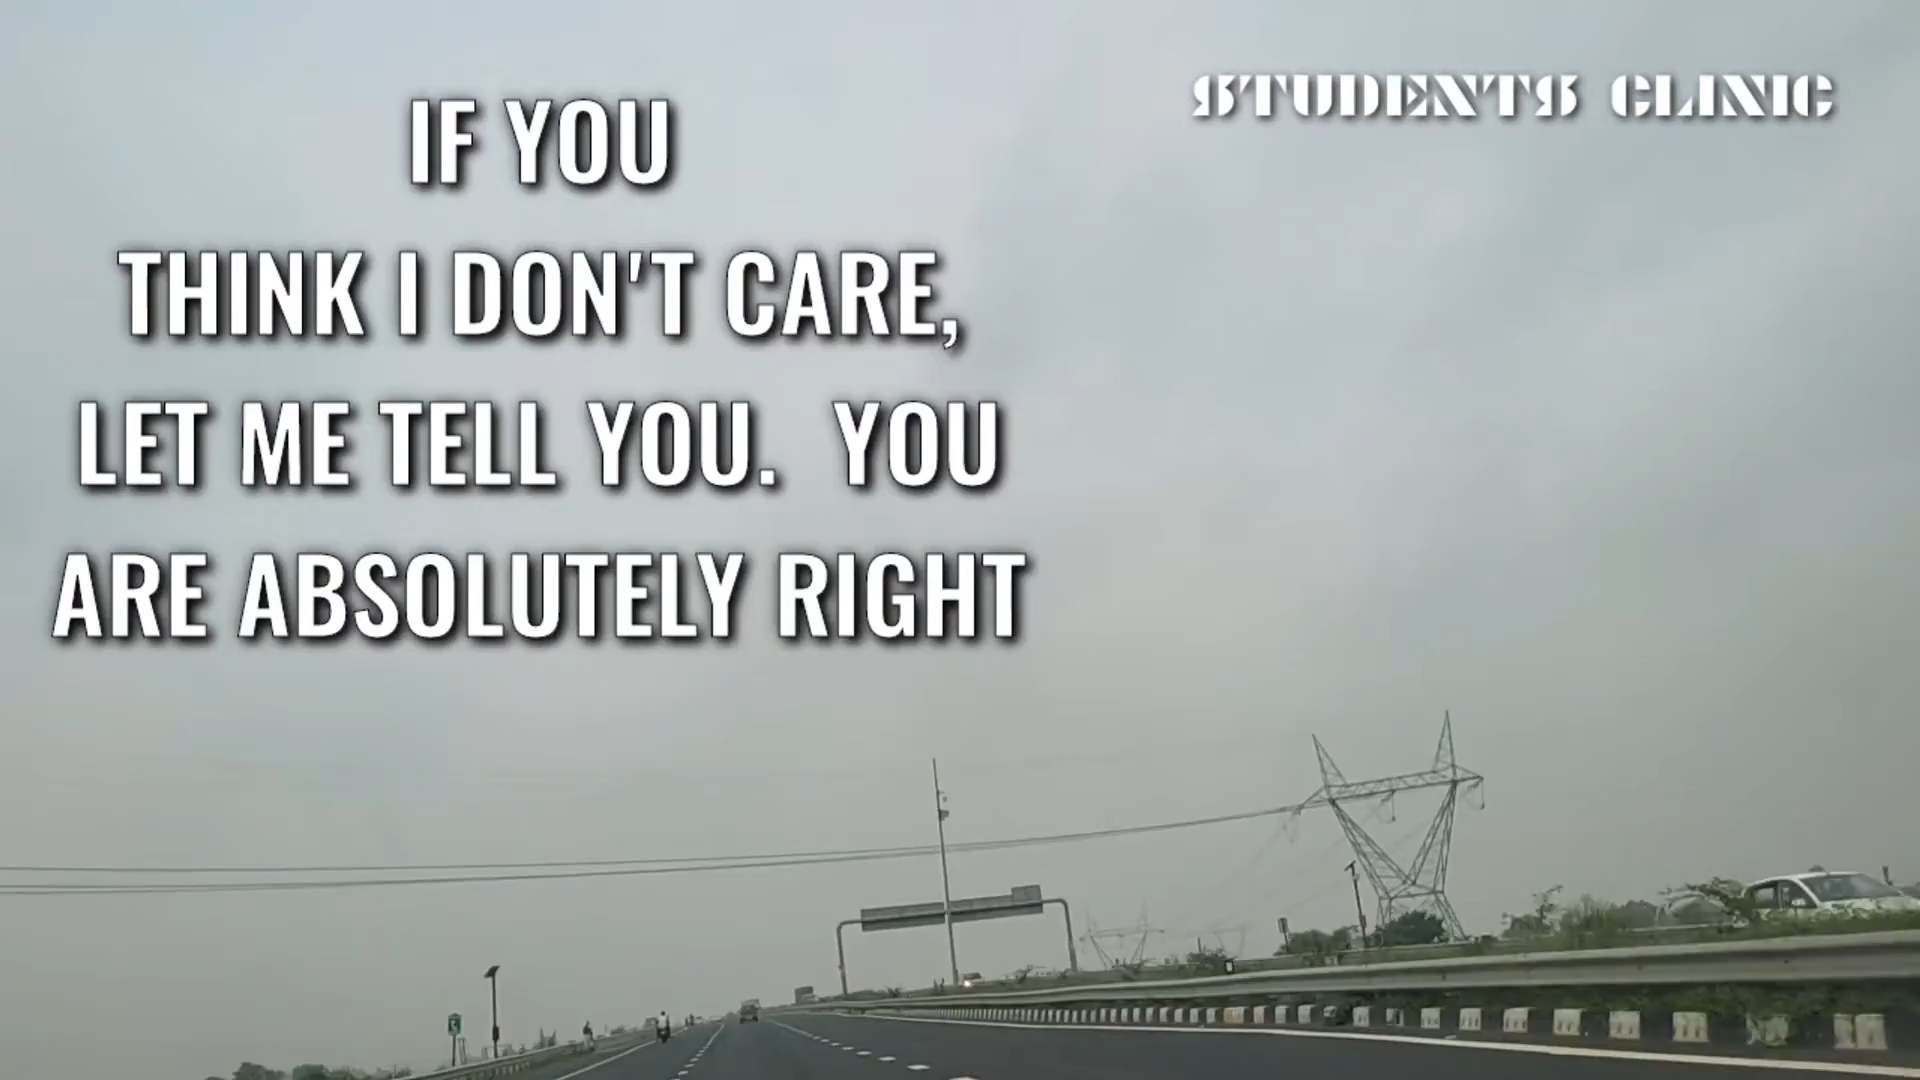 STUDENTS CLINIC
IF YOU
THINK I DON'T CARE,
LET ME TELL YOU. YOU
ARE ABSOLUTELY RIGHT